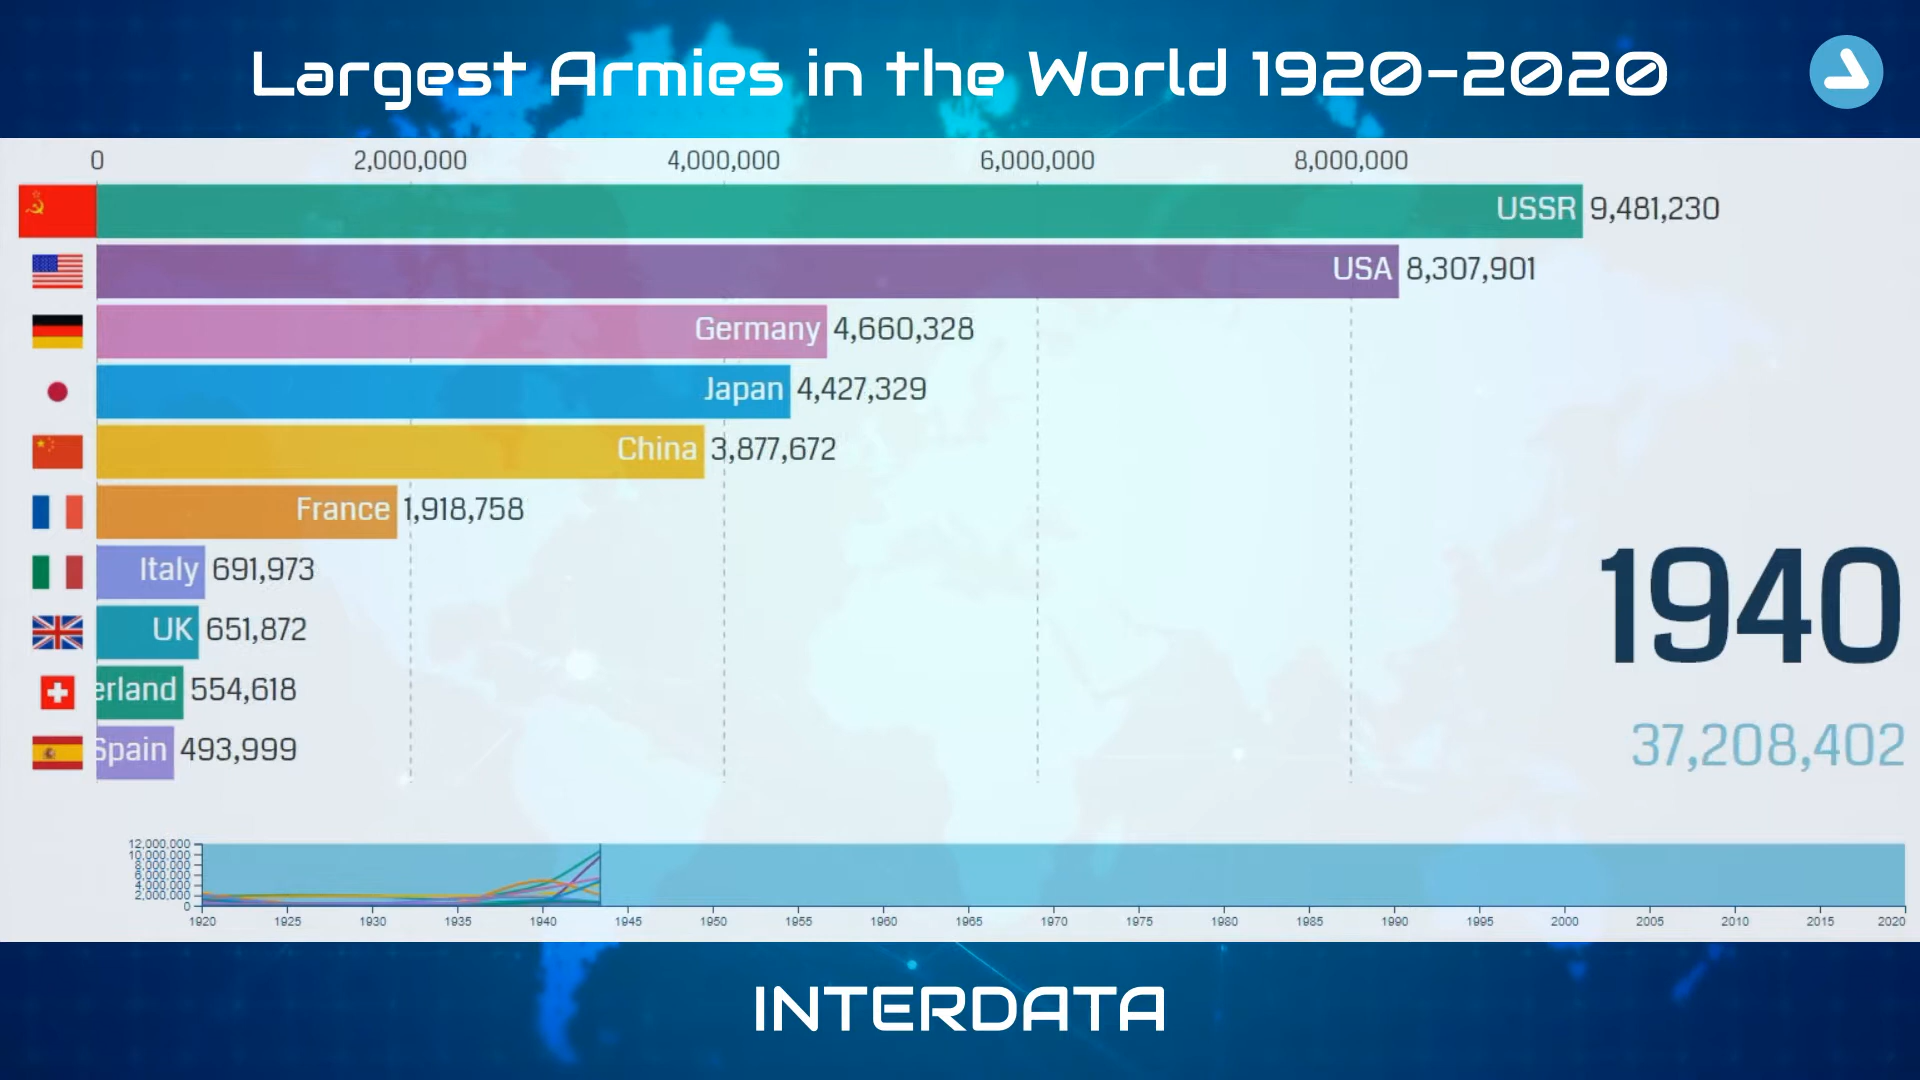 Largest Armies in the World 1920-2020
0 2,000,000 4,000,000 6,000,000 8,000,000
USSR 9,481,230
USA 8,307,901
Germany 4,660,328
Japan 4,427,329
China 3,877,672
France 1,918,758
Italy 691,973
UK 651,872
erland 554,618
Spain 493,999
1940
37,208,402
12,000,000
10,000,000
8,000,000
6,000,000
4,000,000
2,000,000
0
1920 1925 1930 1935 1940 1945 1950 1955 1960 1965 1970 1975 1980 1985 1990 1995 2000 2005 2010 2015 2020
INTERDATA